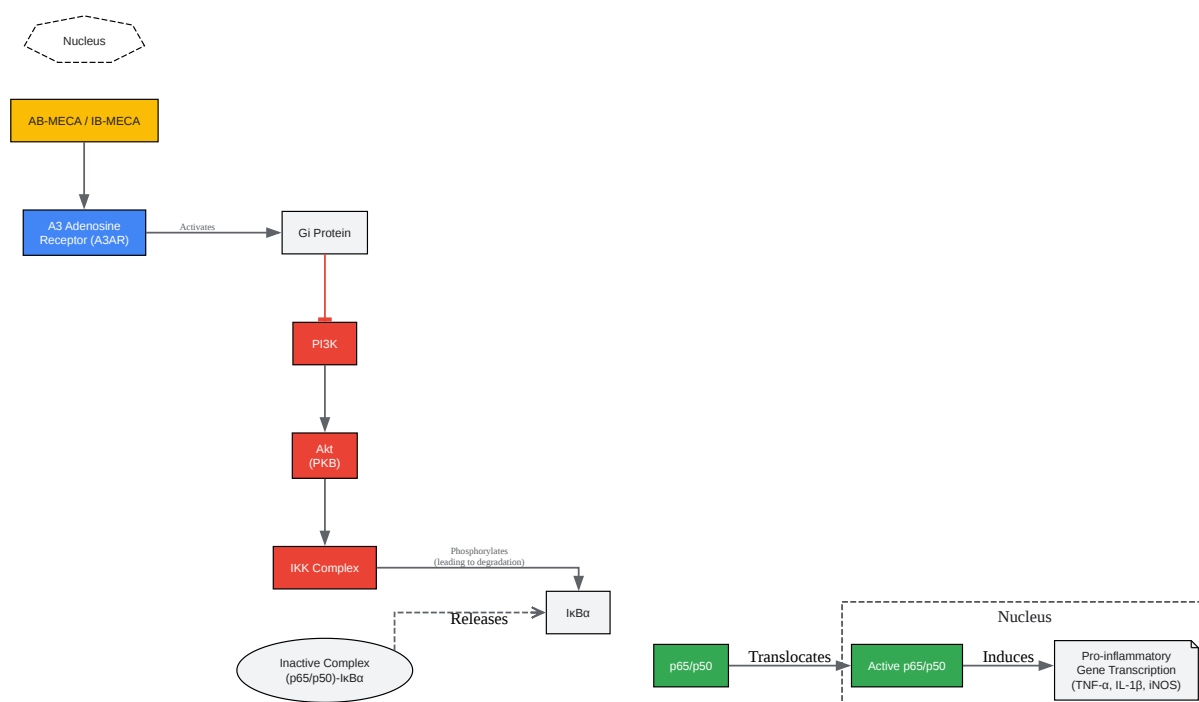 Nucleus
AB-MECA / IB-MECA
A3 Adenosine
Receptor (A3AR)
Activates
Gi Protein
PI3K
Akt
(PKB)
IKK Complex
Phosphorylates
(leading to degradation)
IκBα
Releases
Inactive Complex
(p65/p50)-IκBα
p65/p50
Translocates
Nucleus
Active p65/p50
Induces
Pro-inflammatory
Gene Transcription
(TNF-α, IL-1β, iNOS)